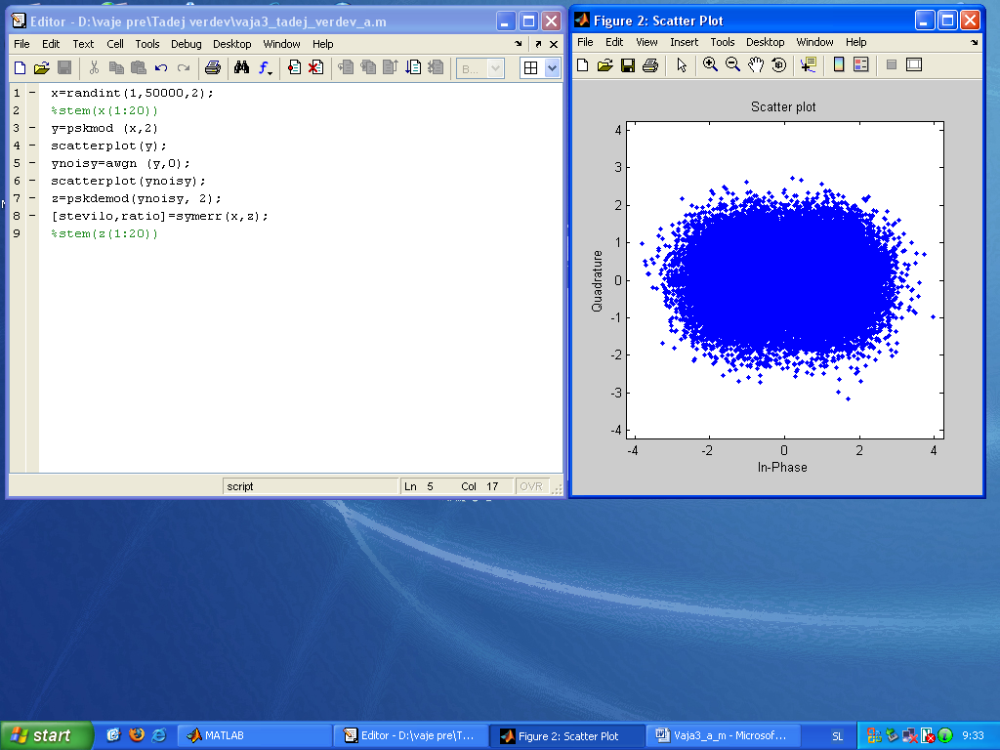 Editor - D:\vaje pre\Tadej verdev\vaja3_tadej_verdev_a.m
File Edit Text Cell Tools Debug Desktop Window Help
B...
1 - x=randint(1,50000,2);
2 %stem(x(1:20))
3 - y=pskmod (x,2)
4 - scatterplot(y);
5 - ynoisy=awgn (y,0);
6 - scatterplot(ynoisy);
7 - z=pskdemod(ynoisy, 2);
8 - [stevilo,ratio]=symerr(x,z);
9 %stem(z(1:20))
script Ln 5 Col 17 OVR
Figure 2: Scatter Plot
File Edit View Insert Tools Desktop Window Help
Scatter plot
4
3
2
1
0
-1
-2
-3
-4
Quadrature
-4 -2 0 2 4
In-Phase
start MATLAB Editor - D:\vaje pre\T... Figure 2: Scatter Plot Vaja3_a_m - Microsof... SL 9:33